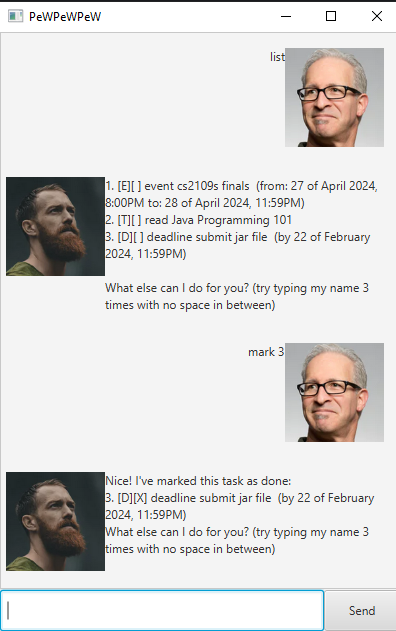 PeWPeWPeW
list
1. [E][ ] event cs2109s finals  (from: 27 of April 2024,
8:00PM to: 28 of April 2024, 11:59PM)
2. [T][ ] read Java Programming 101
3. [D][ ] deadline submit jar file  (by 22 of February
2024, 11:59PM)
What else can I do for you? (try typing my name 3
times with no space in between)
mark 3
Nice! I've marked this task as done:
3. [D][X] deadline submit jar file  (by 22 of February
2024, 11:59PM)
What else can I do for you? (try typing my name 3
times with no space in between)
Send